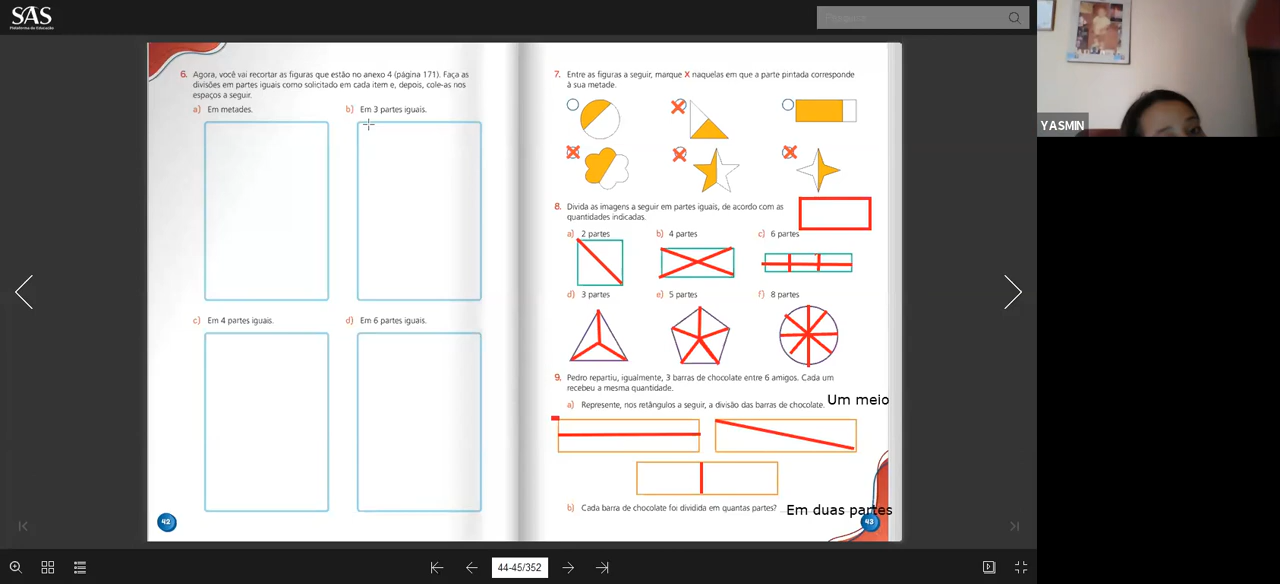 SAS
Plataforma de Educação
Pesquisar
YASMIN
6. Agora, você vai recortar as figuras que estão no anexo 4 (página 171). Faça as
divisões em partes iguais como solicitado em cada item e, depois, cole-as nos
espaços a seguir.
a) Em metades.
b) Em 3 partes iguais.
c) Em 4 partes iguais.
d) Em 6 partes iguais.
42
7. Entre as figuras a seguir, marque X naquelas em que a parte pintada corresponde
à sua metade.
8. Divida as imagens a seguir em partes iguais, de acordo com as
quantidades indicadas.
a) 2 partes
b) 4 partes
c) 6 partes
d) 3 partes
e) 5 partes
f) 8 partes
9. Pedro repartiu, igualmente, 3 barras de chocolate entre 6 amigos. Cada um
recebeu a mesma quantidade.
a) Represente, nos retângulos a seguir, a divisão das barras de chocolate.
Um meio
b) Cada barra de chocolate foi dividida em quantas partes?
Em duas partes
43
44-45/352